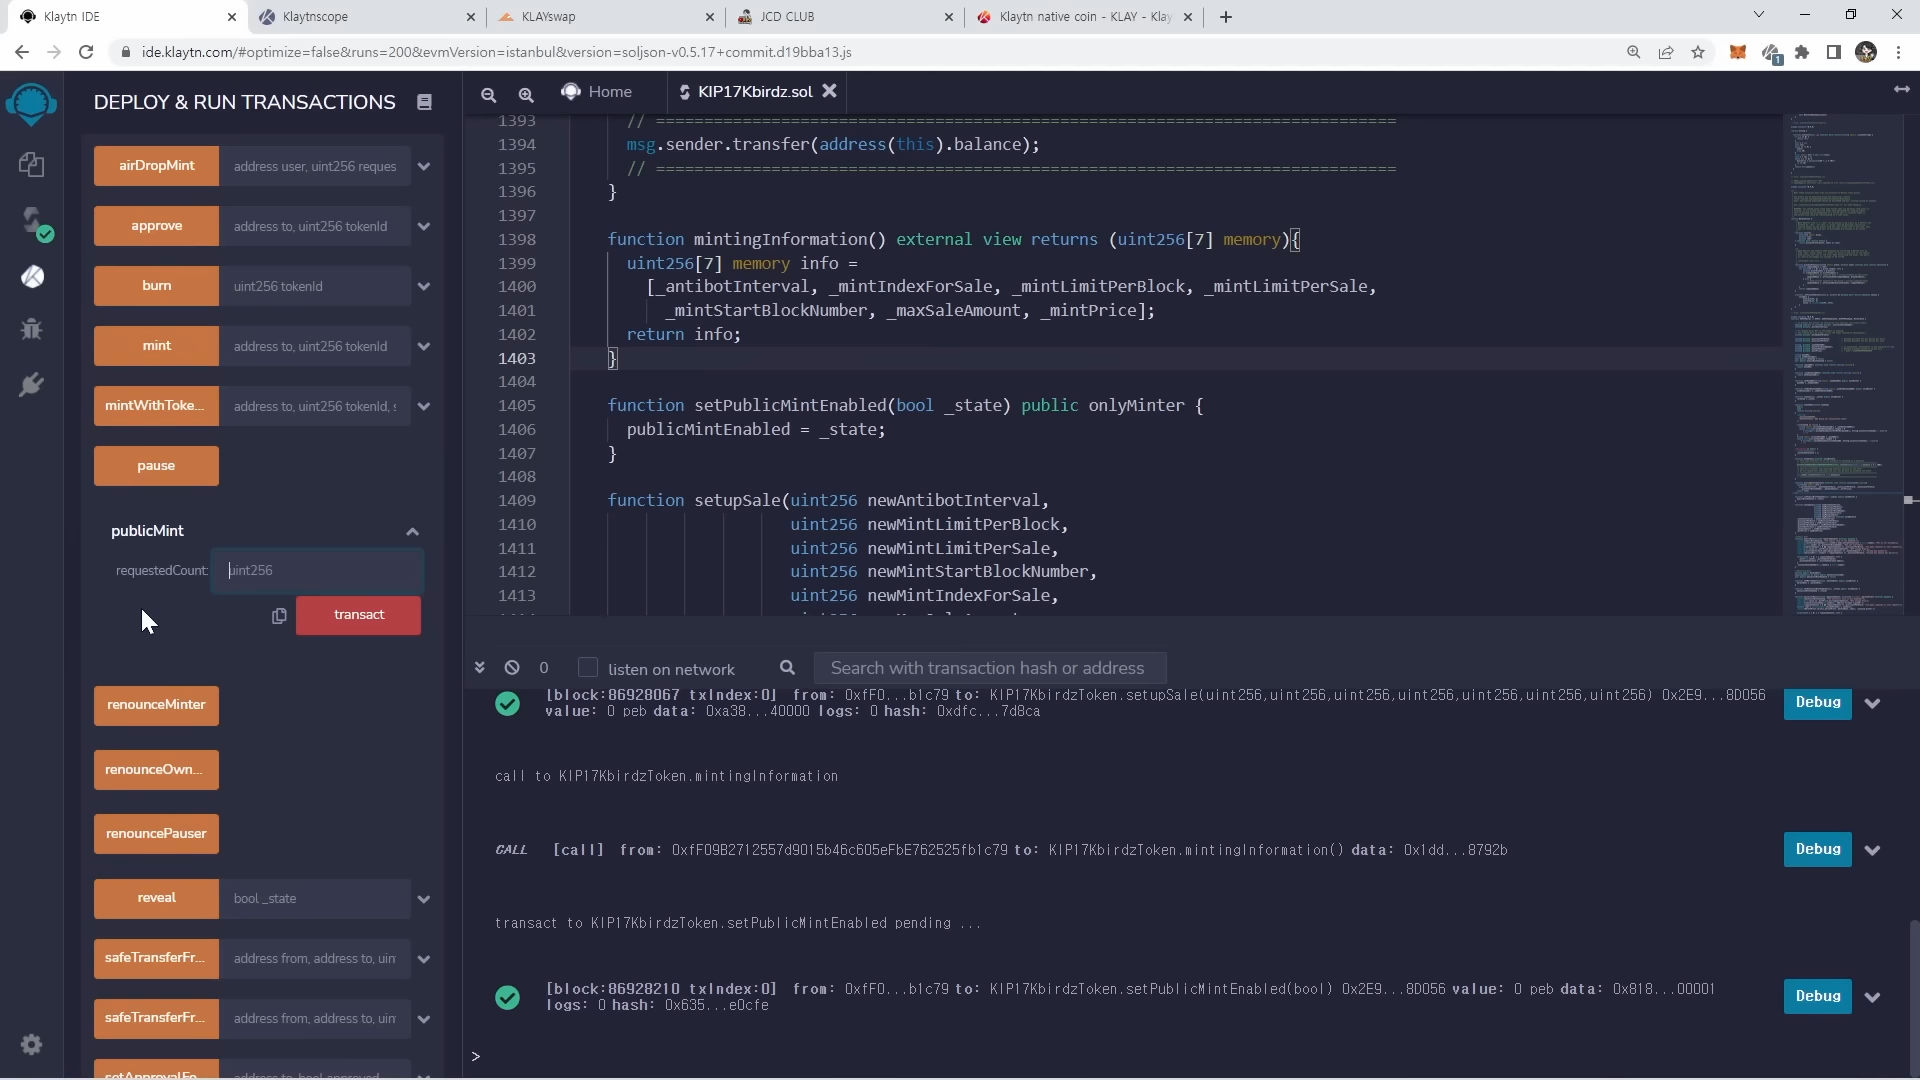 Klaytn IDE
Klaytnscope
KLAYswap
JCD CLUB
Klaytn native coin - KLAY - Klay
ide.klaytn.com/#optimize=false&runs=200&evmVersion=istanbul&version=soljson-v0.5.17+commit.d19bba13.js
1
DEPLOY & RUN TRANSACTIONS
Home
KIP17Kbirdz.sol
airDropMint
address user, uint256 reques
approve
address to, uint256 tokenId
burn
uint256 tokenId
mint
address to, uint256 tokenId
mintWithToke...
address to, uint256 tokenId, s
pause
publicMint
requestedCount:
uint256
transact
renounceMinter
renounceOwn...
renouncePauser
reveal
bool _state
safeTransferFr...
address from, address to, uin
safeTransferFr...
address from, address to, uin
setApprovalFo...
address to, bool approved
1393 // =============================================================================
1394 msg.sender.transfer(address(this).balance);
1395 // =============================================================================
1396 }
1397
1398 function mintingInformation() external view returns (uint256[7] memory){
1399 uint256[7] memory info =
1400 [_antibotInterval, _mintIndexForSale, _mintLimitPerBlock, _mintLimitPerSale,
1401 _mintStartBlockNumber, _maxSaleAmount, _mintPrice];
1402 return info;
1403 }
1404
1405 function setPublicMintEnabled(bool _state) public onlyMinter {
1406 publicMintEnabled = _state;
1407 }
1408
1409 function setupSale(uint256 newAntibotInterval,
1410 uint256 newMintLimitPerBlock,
1411 uint256 newMintLimitPerSale,
1412 uint256 newMintStartBlockNumber,
1413 uint256 newMintIndexForSale,
0
listen on network
Search with transaction hash or address
[block:86928067 txIndex:0] from: 0xfF0...b1c79 to: KIP17KbirdzToken.setupSale(uint256,uint256,uint256,uint256,uint256,uint256,uint256) 0x2E9...8D056
value: 0 peb data: 0xa38...40000 logs: 0 hash: 0xdfc...7d8ca
Debug
call to KIP17KbirdzToken.mintingInformation
CALL [call] from: 0xfF09B2712557d9015b46c605eFbE762525fb1c79 to: KIP17KbirdzToken.mintingInformation() data: 0x1dd...8792b
Debug
transact to KIP17KbirdzToken.setPublicMintEnabled pending ...
[block:86928210 txIndex:0] from: 0xfF0...b1c79 to: KIP17KbirdzToken.setPublicMintEnabled(bool) 0x2E9...8D056 value: 0 peb data: 0x818...00001
logs: 0 hash: 0x635...e0cfe
Debug
>